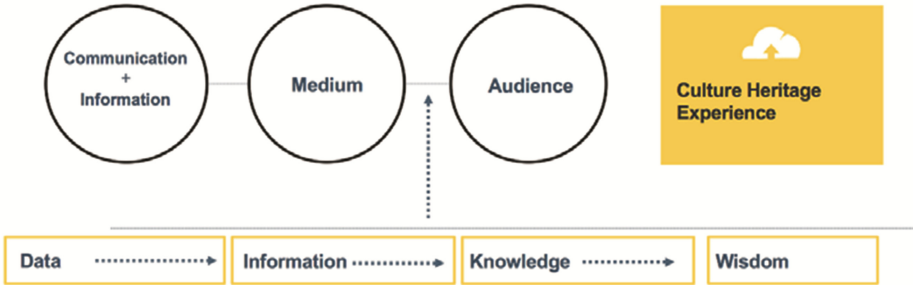 Communication
+
Information
Medium
Audience
Culture Heritage
Experience
Data
Information
Knowledge
Wisdom